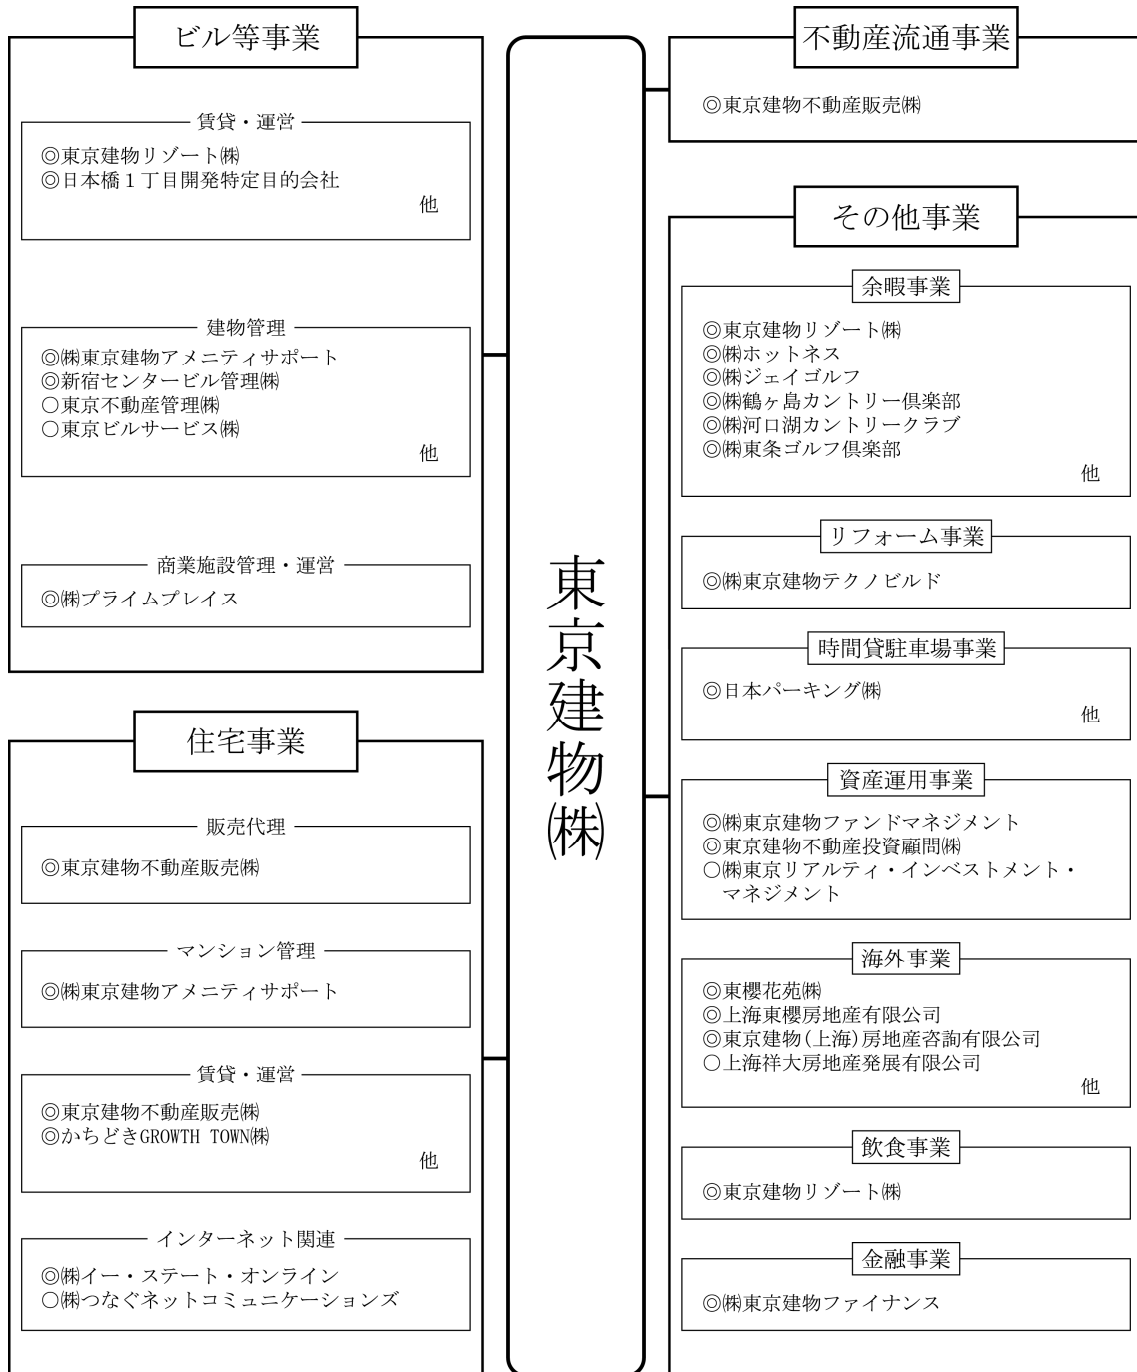 ビル等事業
賃貸・運営
◎東京建物リゾート㈱
◎日本橋１丁目開発特定目的会社
他
建物管理
◎㈱東京建物アメニティサポート
◎新宿センタービル管理㈱
○東京不動産管理㈱
○東京ビルサービス㈱
他
商業施設管理・運営
◎㈱プライムプレイス
住宅事業
販売代理
◎東京建物不動産販売㈱
マンション管理
◎㈱東京建物アメニティサポート
賃貸・運営
◎東京建物不動産販売㈱
◎かちどきGROWTH TOWN㈱
他
インターネット関連
◎㈱イー・ステート・オンライン
○㈱つなぐネットコミュニケーションズ
東京建物㈱
不動産流通事業
◎東京建物不動産販売㈱
その他事業
余暇事業
◎東京建物リゾート㈱
◎㈱ホットネス
◎㈱ジェイゴルフ
◎㈱鶴ヶ島カントリー倶楽部
◎㈱河口湖カントリークラブ
◎㈱東条ゴルフ倶楽部
他
リフォーム事業
◎㈱東京建物テクノビルド
時間貸駐車場事業
◎日本パーキング㈱
他
資産運用事業
◎㈱東京建物ファンドマネジメント
◎東京建物不動産投資顧問㈱
○㈱東京リアルティ・インベストメント・
マネジメント
海外事業
◎東櫻花苑㈱
◎上海東櫻房地産有限公司
◎東京建物(上海)房地産咨詢有限公司
○上海祥大房地産発展有限公司
他
飲食事業
◎東京建物リゾート㈱
金融事業
◎㈱東京建物ファイナンス